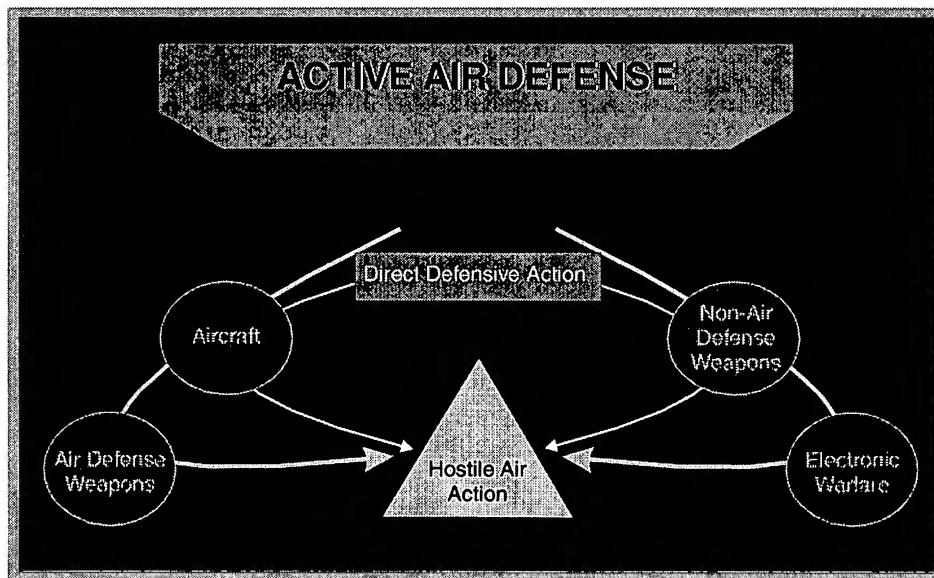 ACTIVE AIR DEFENSE
Direct Defensive Action
Aircraft
Non-Air
Defense
Weapons
Air Defense
Weapons
Hostile Air
Action
Electronic
Warfare